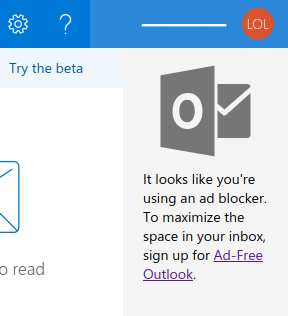 ? LOL
Try the beta
It looks like you're
using an ad blocker.
To maximize the
space in your inbox,
sign up for Ad-Free
Outlook.
o read